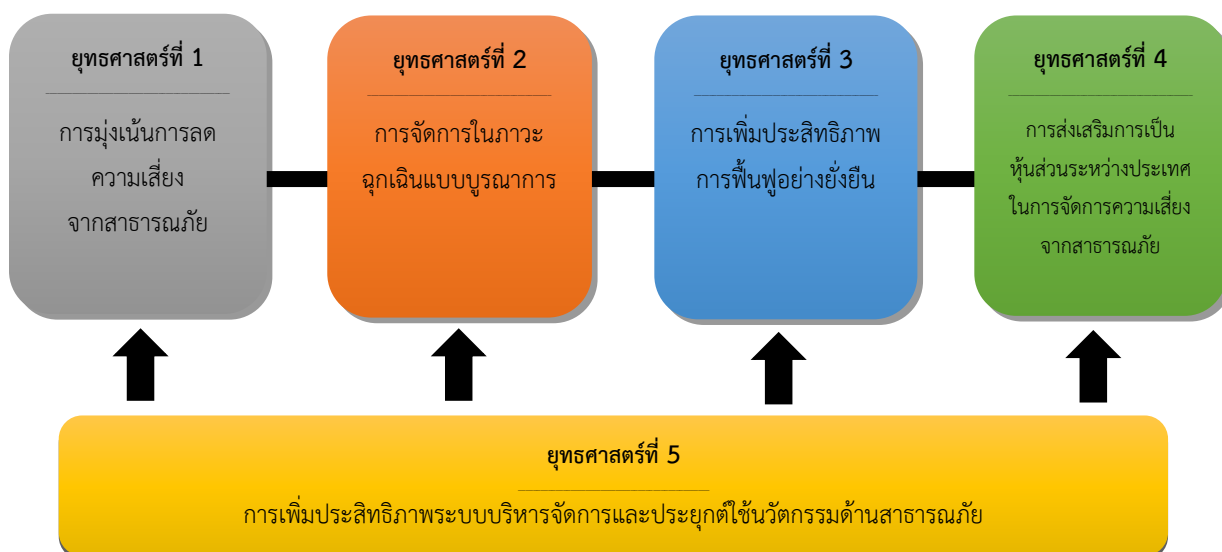 ยุทธศาสตร์ที่ 1
การมุ่งเน้นการลด
ความเสี่ยง
จากสาธารณภัย
ยุทธศาสตร์ที่ 2
การจัดการในภาวะ
ฉุกเฉินแบบบูรณาการ
ยุทธศาสตร์ที่ 3
การเพิ่มประสิทธิภาพ
การฟื้นฟูอย่างยั่งยืน
ยุทธศาสตร์ที่ 4
การส่งเสริมการเป็น
หุ้นส่วนระหว่างประเทศ
ในการจัดการความเสี่ยง
จากสาธารณภัย
ยุทธศาสตร์ที่ 5
การเพิ่มประสิทธิภาพระบบบริหารจัดการและประยุกต์ใช้นวัตกรรมด้านสาธารณภัย